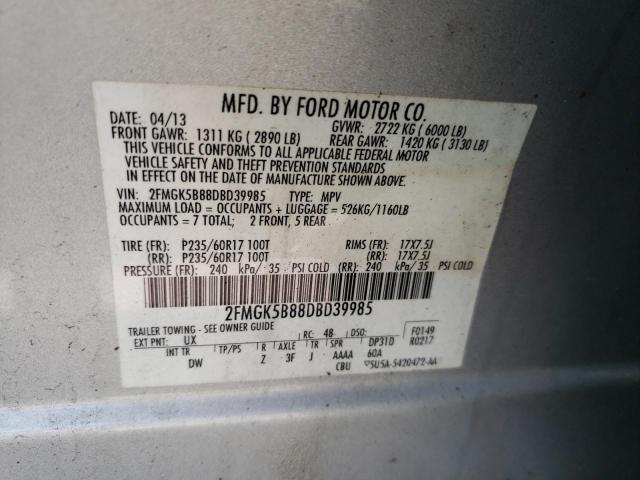 MFD. BY FORD MOTOR CO.
DATE: 04/13 GVWR: 2722 KG ( 6000 LB)
FRONT GAWR: 1311 KG ( 2890 LB) REAR GAWR: 1420 KG ( 3130 LB)
THIS VEHICLE CONFORMS TO ALL APPLICABLE FEDERAL MOTOR
VEHICLE SAFETY AND THEFT PREVENTION STANDARDS
IN EFFECT ON THE DATE OF MANUFACTURE SHOWN ABOVE.
VIN: 2FMGK5B88DBD39985 TYPE: MPV
MAXIMUM LOAD = OCCUPANTS + LUGGAGE = 526KG/1160LB
OCCUPANTS = 7 TOTAL; 2 FRONT, 5 REAR
TIRE (FR): P235/60R17 100T RIMS (FR): 17X7.5J
(RR): P235/60R17 100T (RR): 17X7.5J
PRESSURE (FR): 240 kPa/ 35 PSI COLD (RR): 240 kPa/ 35 PSI COLD
2FMGK5B88DBD39985
TRAILER TOWING - SEE OWNER GUIDE
EXT PNT: UX RC: 48 DSO: F0149
INT TR TP/PS R AXLE TR SPR DP31D R0217
DW Z 3F J AAAA 60A
CBU 5USA-5420472-AA